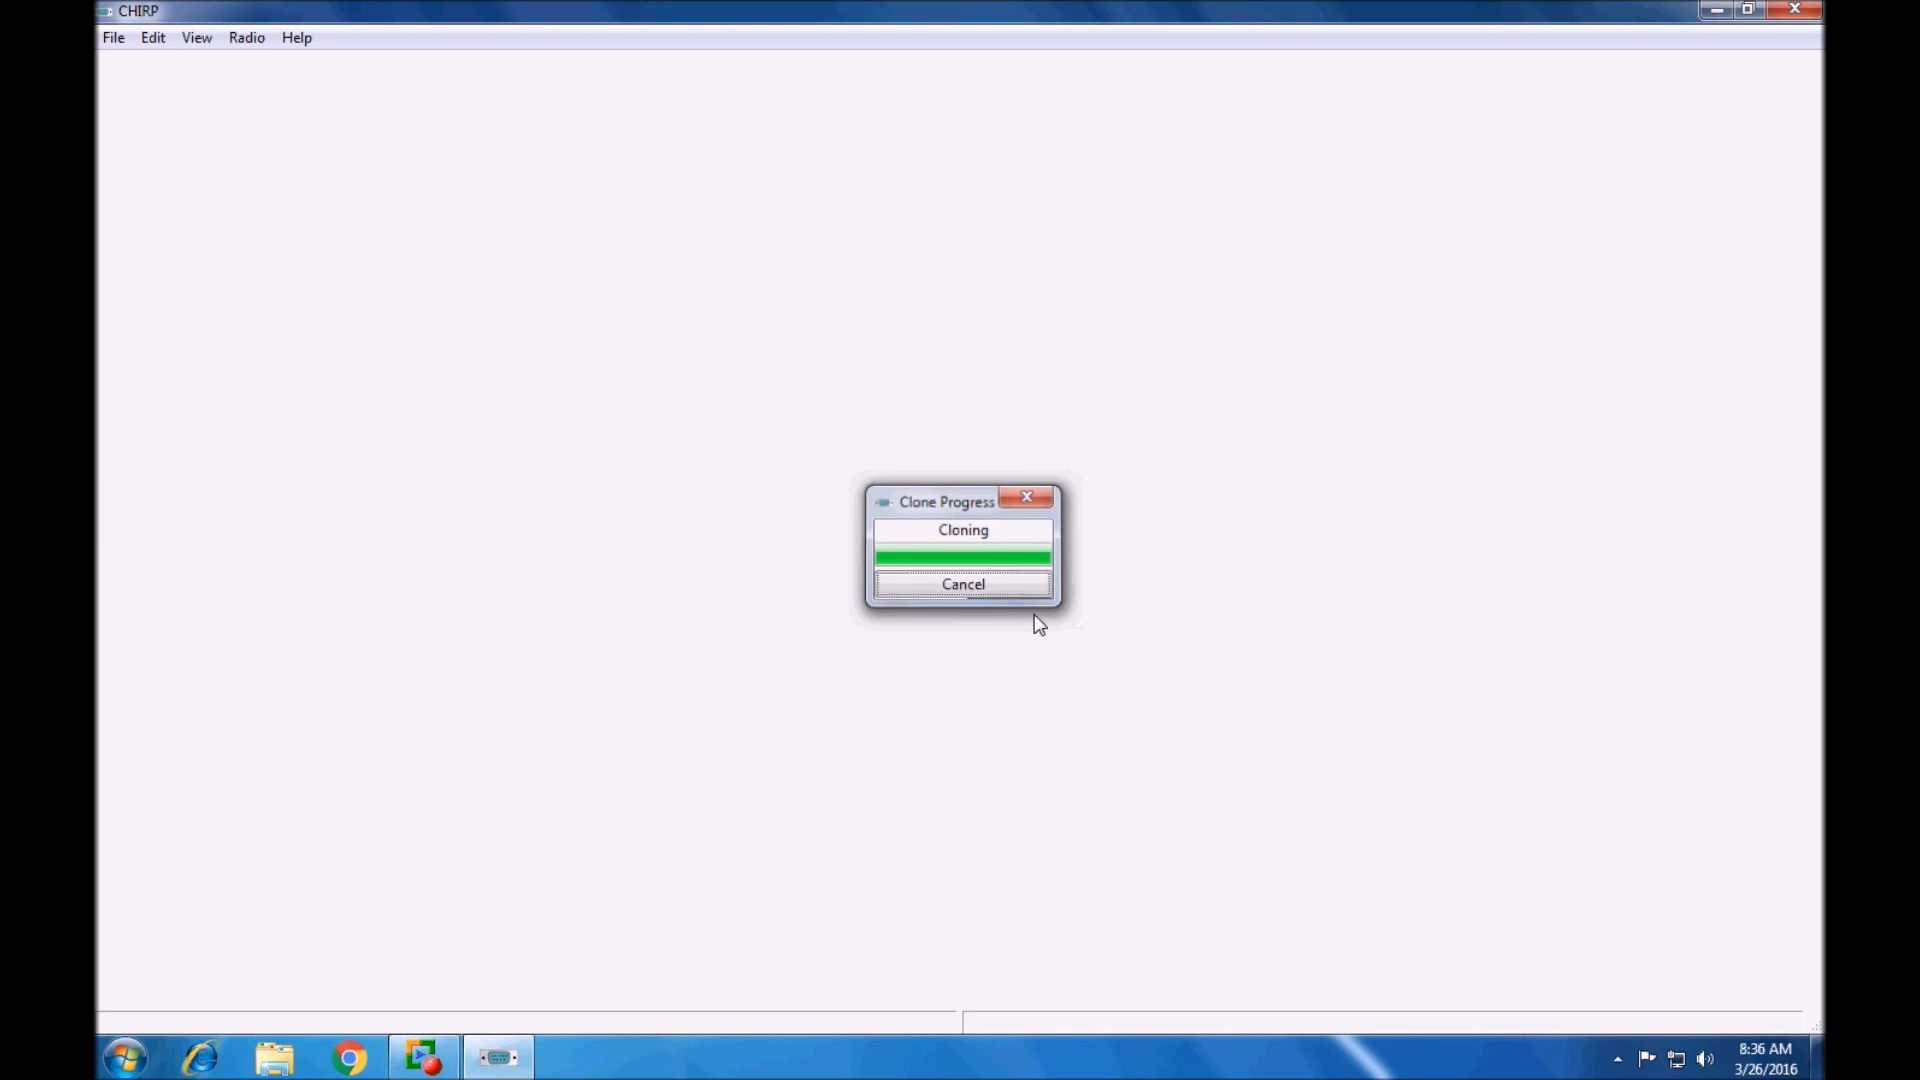 CHIRP
File Edit View Radio Help
Clone Progress
Cloning
Cancel
8:36 AM
3/26/2016